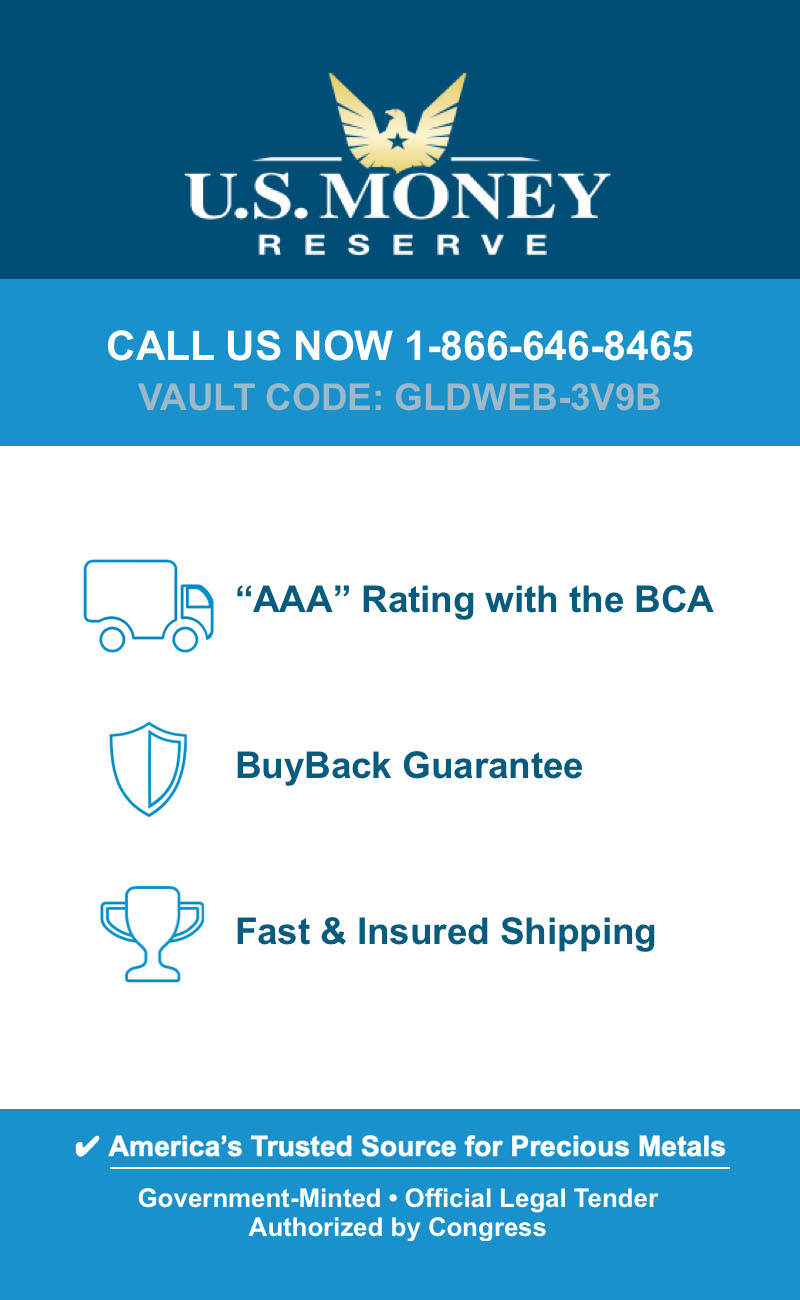 U.S. MONEY
RESERVE
CALL US NOW 1-866-646-8465
VAULT CODE: GLDWEB-3V9B
“AAA” Rating with the BCA
BuyBack Guarantee
Fast & Insured Shipping
✔ America’s Trusted Source for Precious Metals
Government-Minted • Official Legal Tender
Authorized by Congress